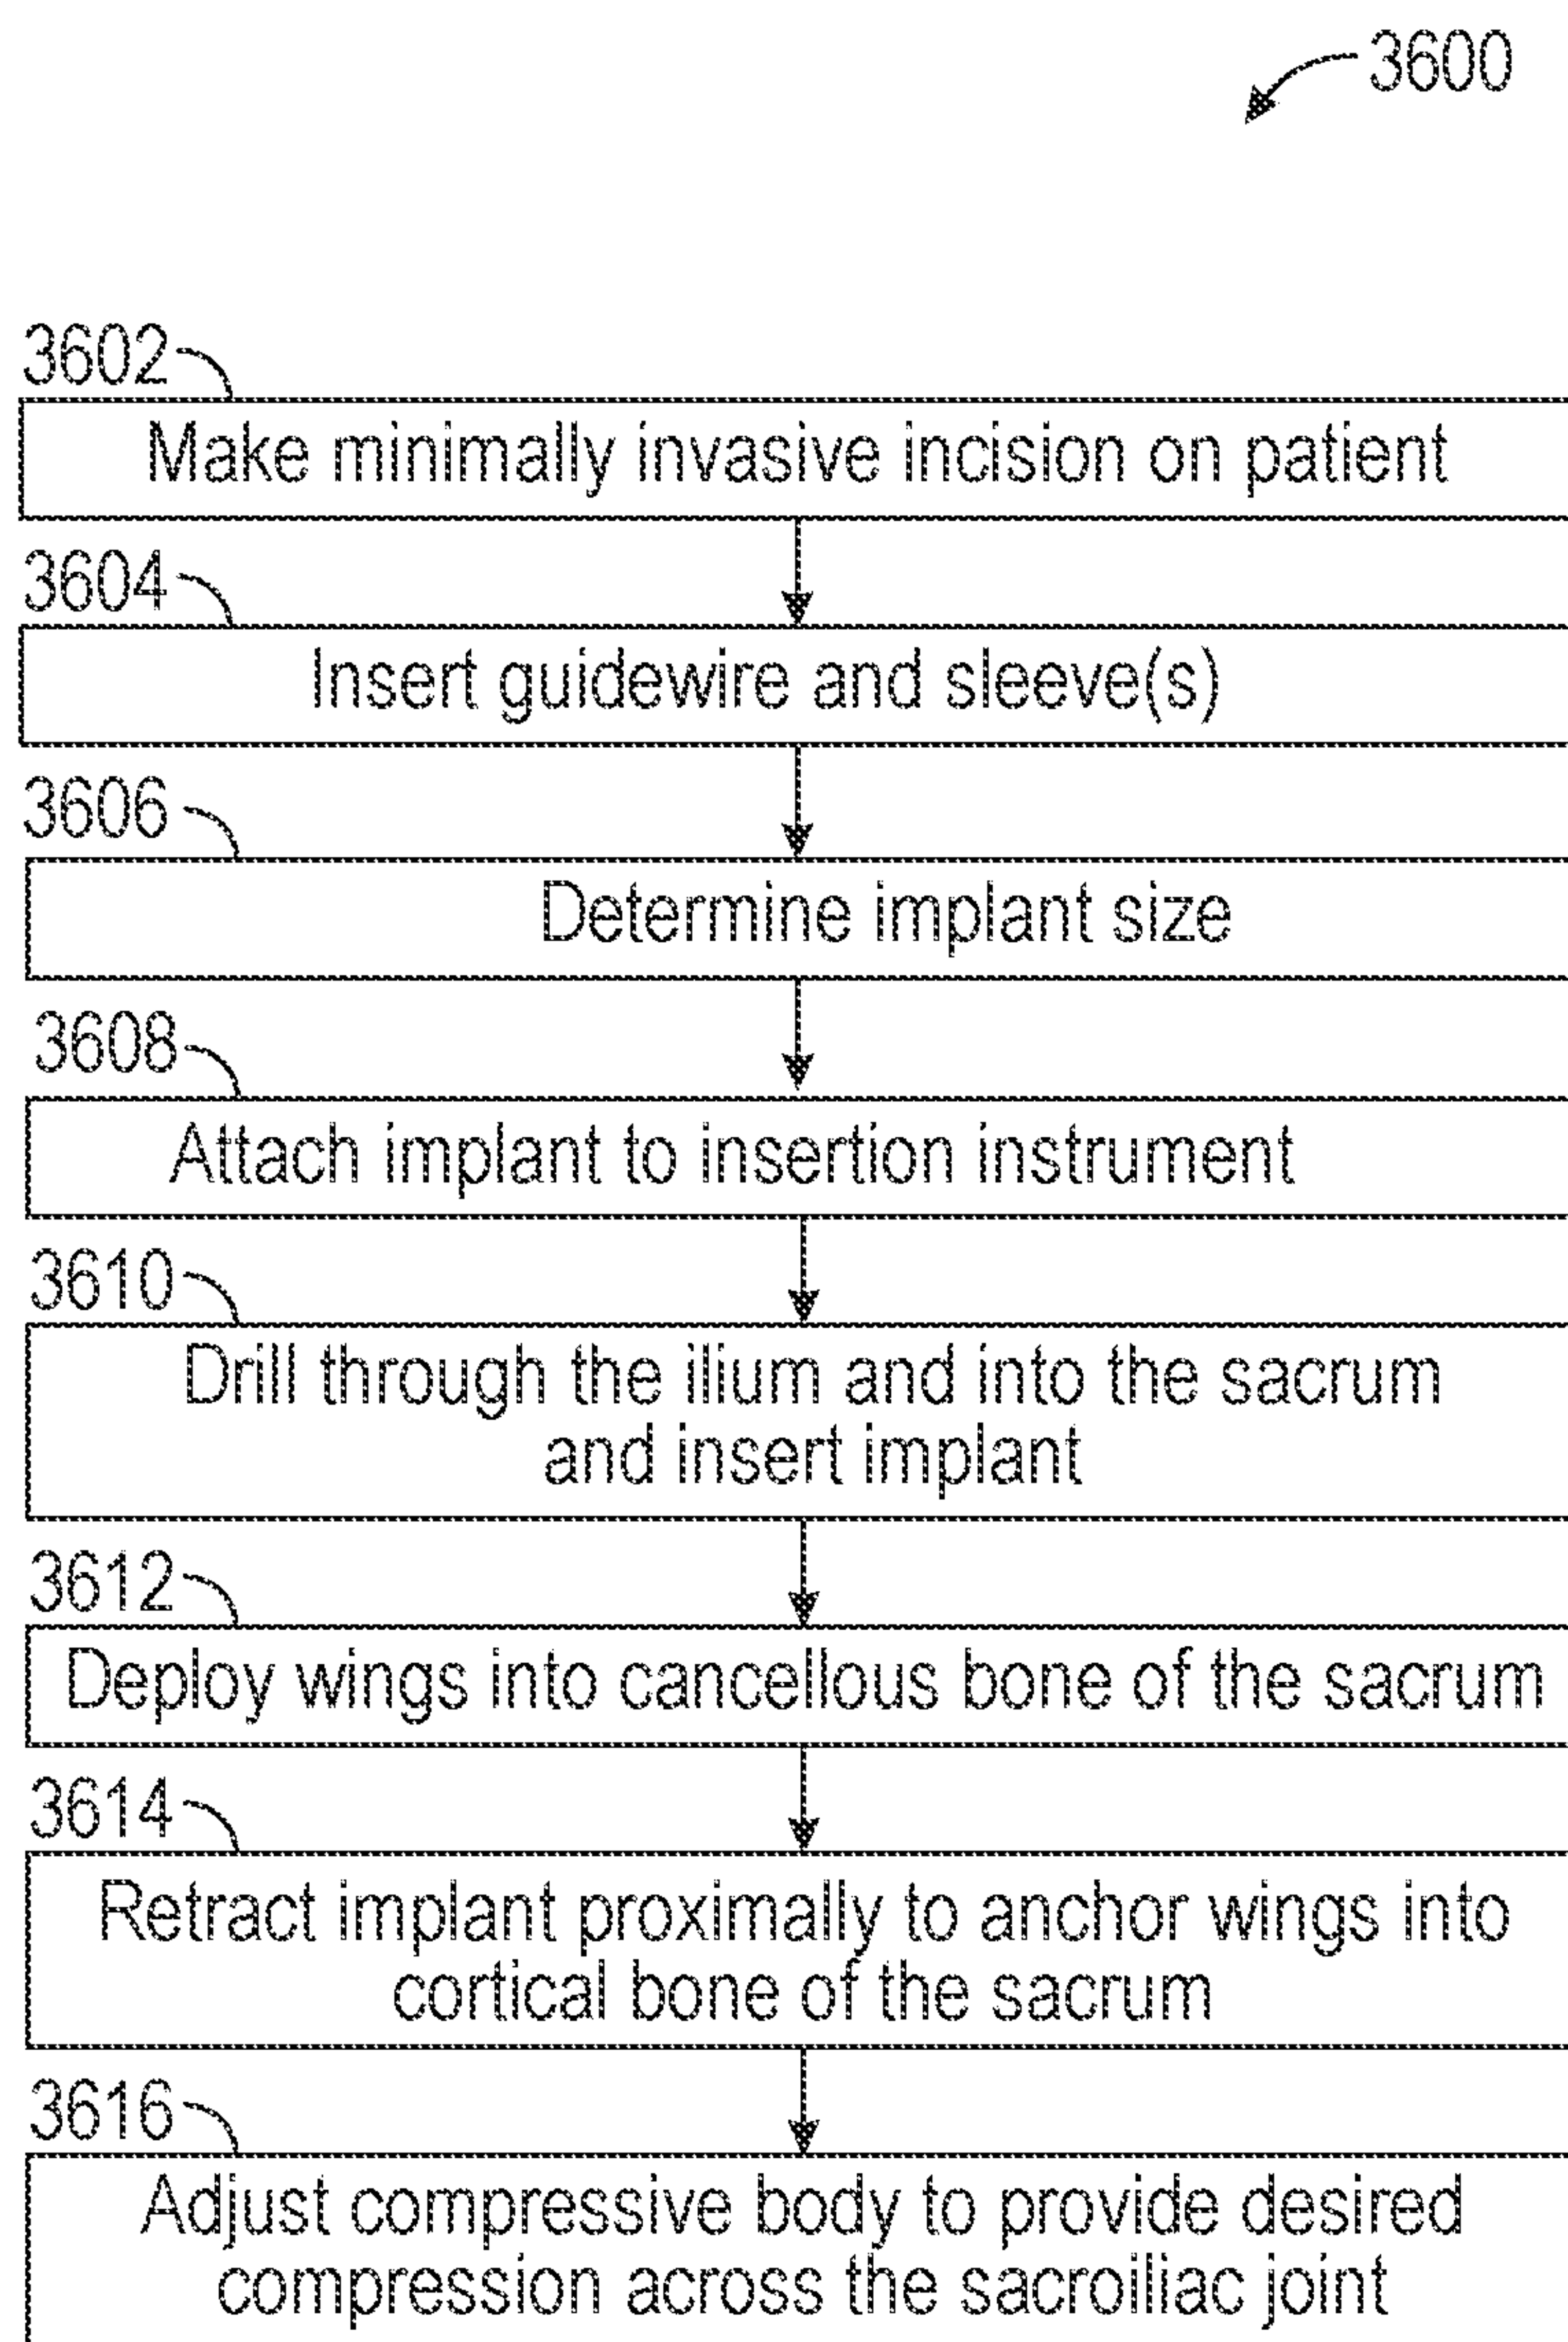 3600
3602
Make minimally invasive incision on patient
3604
Insert guidewire and sleeve(s)
3606
Determine implant size
3608
Attach implant to insertion instrument
3610
Drill through the ilium and into the sacrum
and insert implant
3612
Deploy wings into cancellous bone of the sacrum
3614
Retract implant proximally to anchor wings into
cortical bone of the sacrum
3616
Adjust compressive body to provide desired
compression across the sacroiliac joint